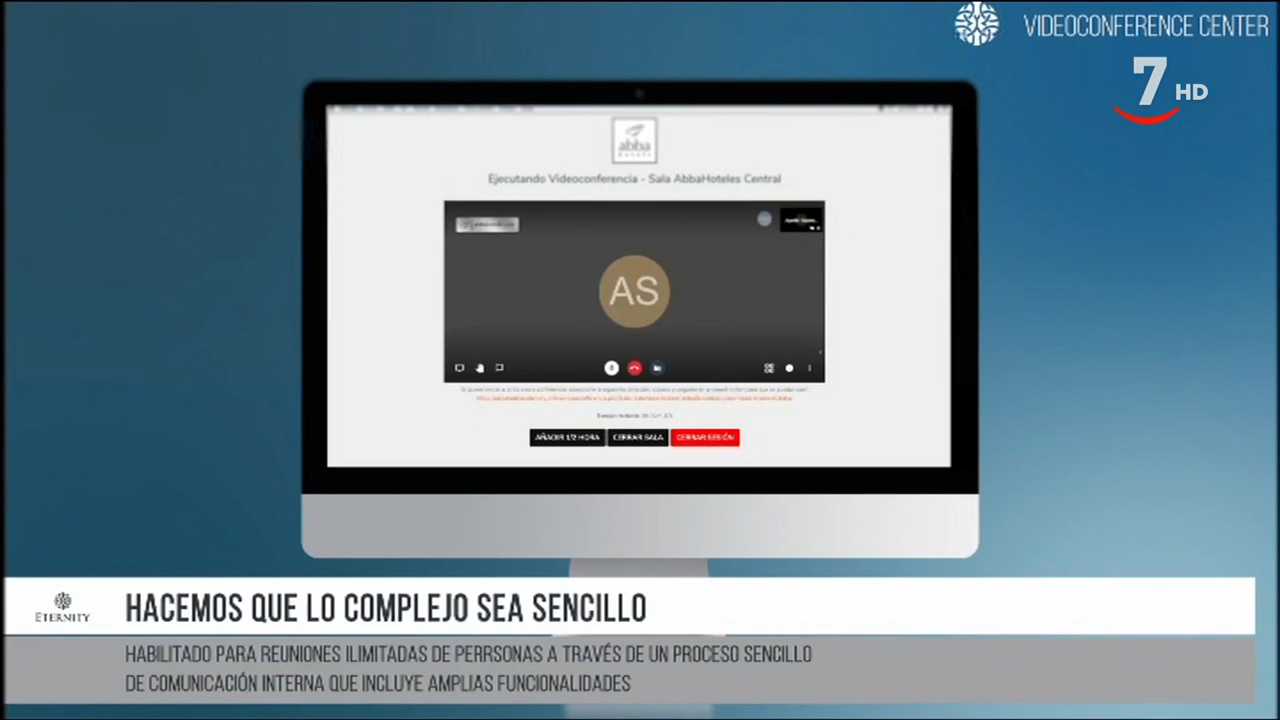 VIDEOCONFERENCE CENTER
7 HD
abba
Ejecutando Videoconferencia - Sala AbbaHoteles Central
AS
AÑADIR 1/2 HORA CERRAR SALA CERRAR SESIÓN
ETERNITY
HACEMOS QUE LO COMPLEJO SEA SENCILLO
HABILITADO PARA REUNIONES ILIMITADAS DE PERRSONAS A TRAVÉS DE UN PROCESO SENCILLO
DE COMUNICACIÓN INTERNA QUE INCLUYE AMPLIAS FUNCIONALIDADES